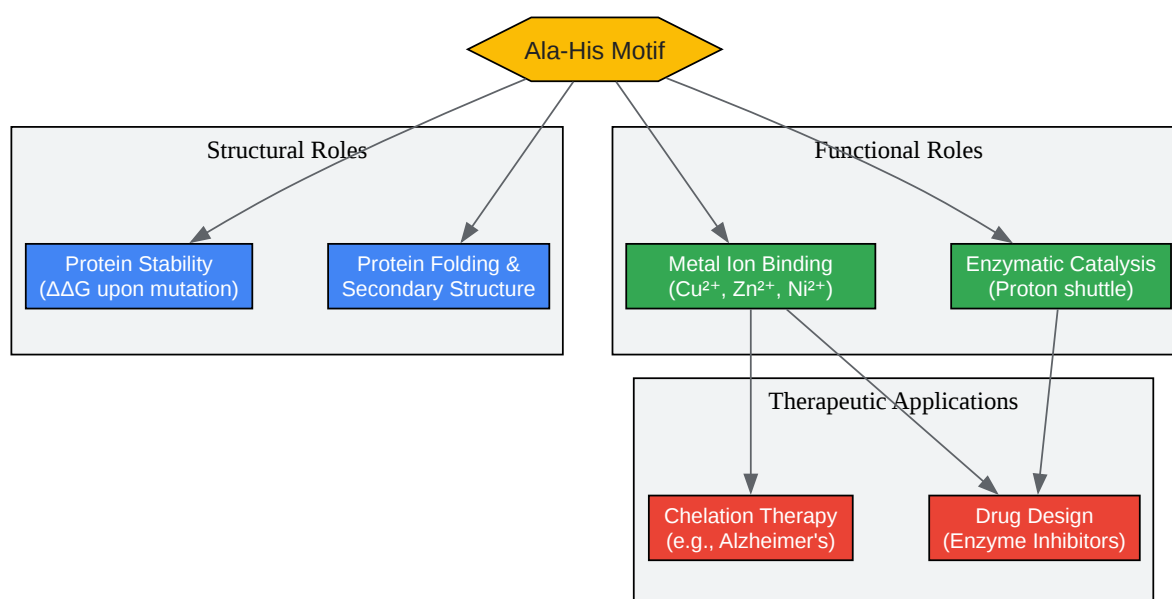 Ala-His Motif
Structural Roles
Functional Roles
Protein Stability
(ΔΔG upon mutation)
Protein Folding &
Secondary Structure
Metal Ion Binding
(Cu²⁺, Zn²⁺, Ni²⁺)
Enzymatic Catalysis
(Proton shuttle)
Therapeutic Applications
Chelation Therapy
(e.g., Alzheimer's)
Drug Design
(Enzyme Inhibitors)